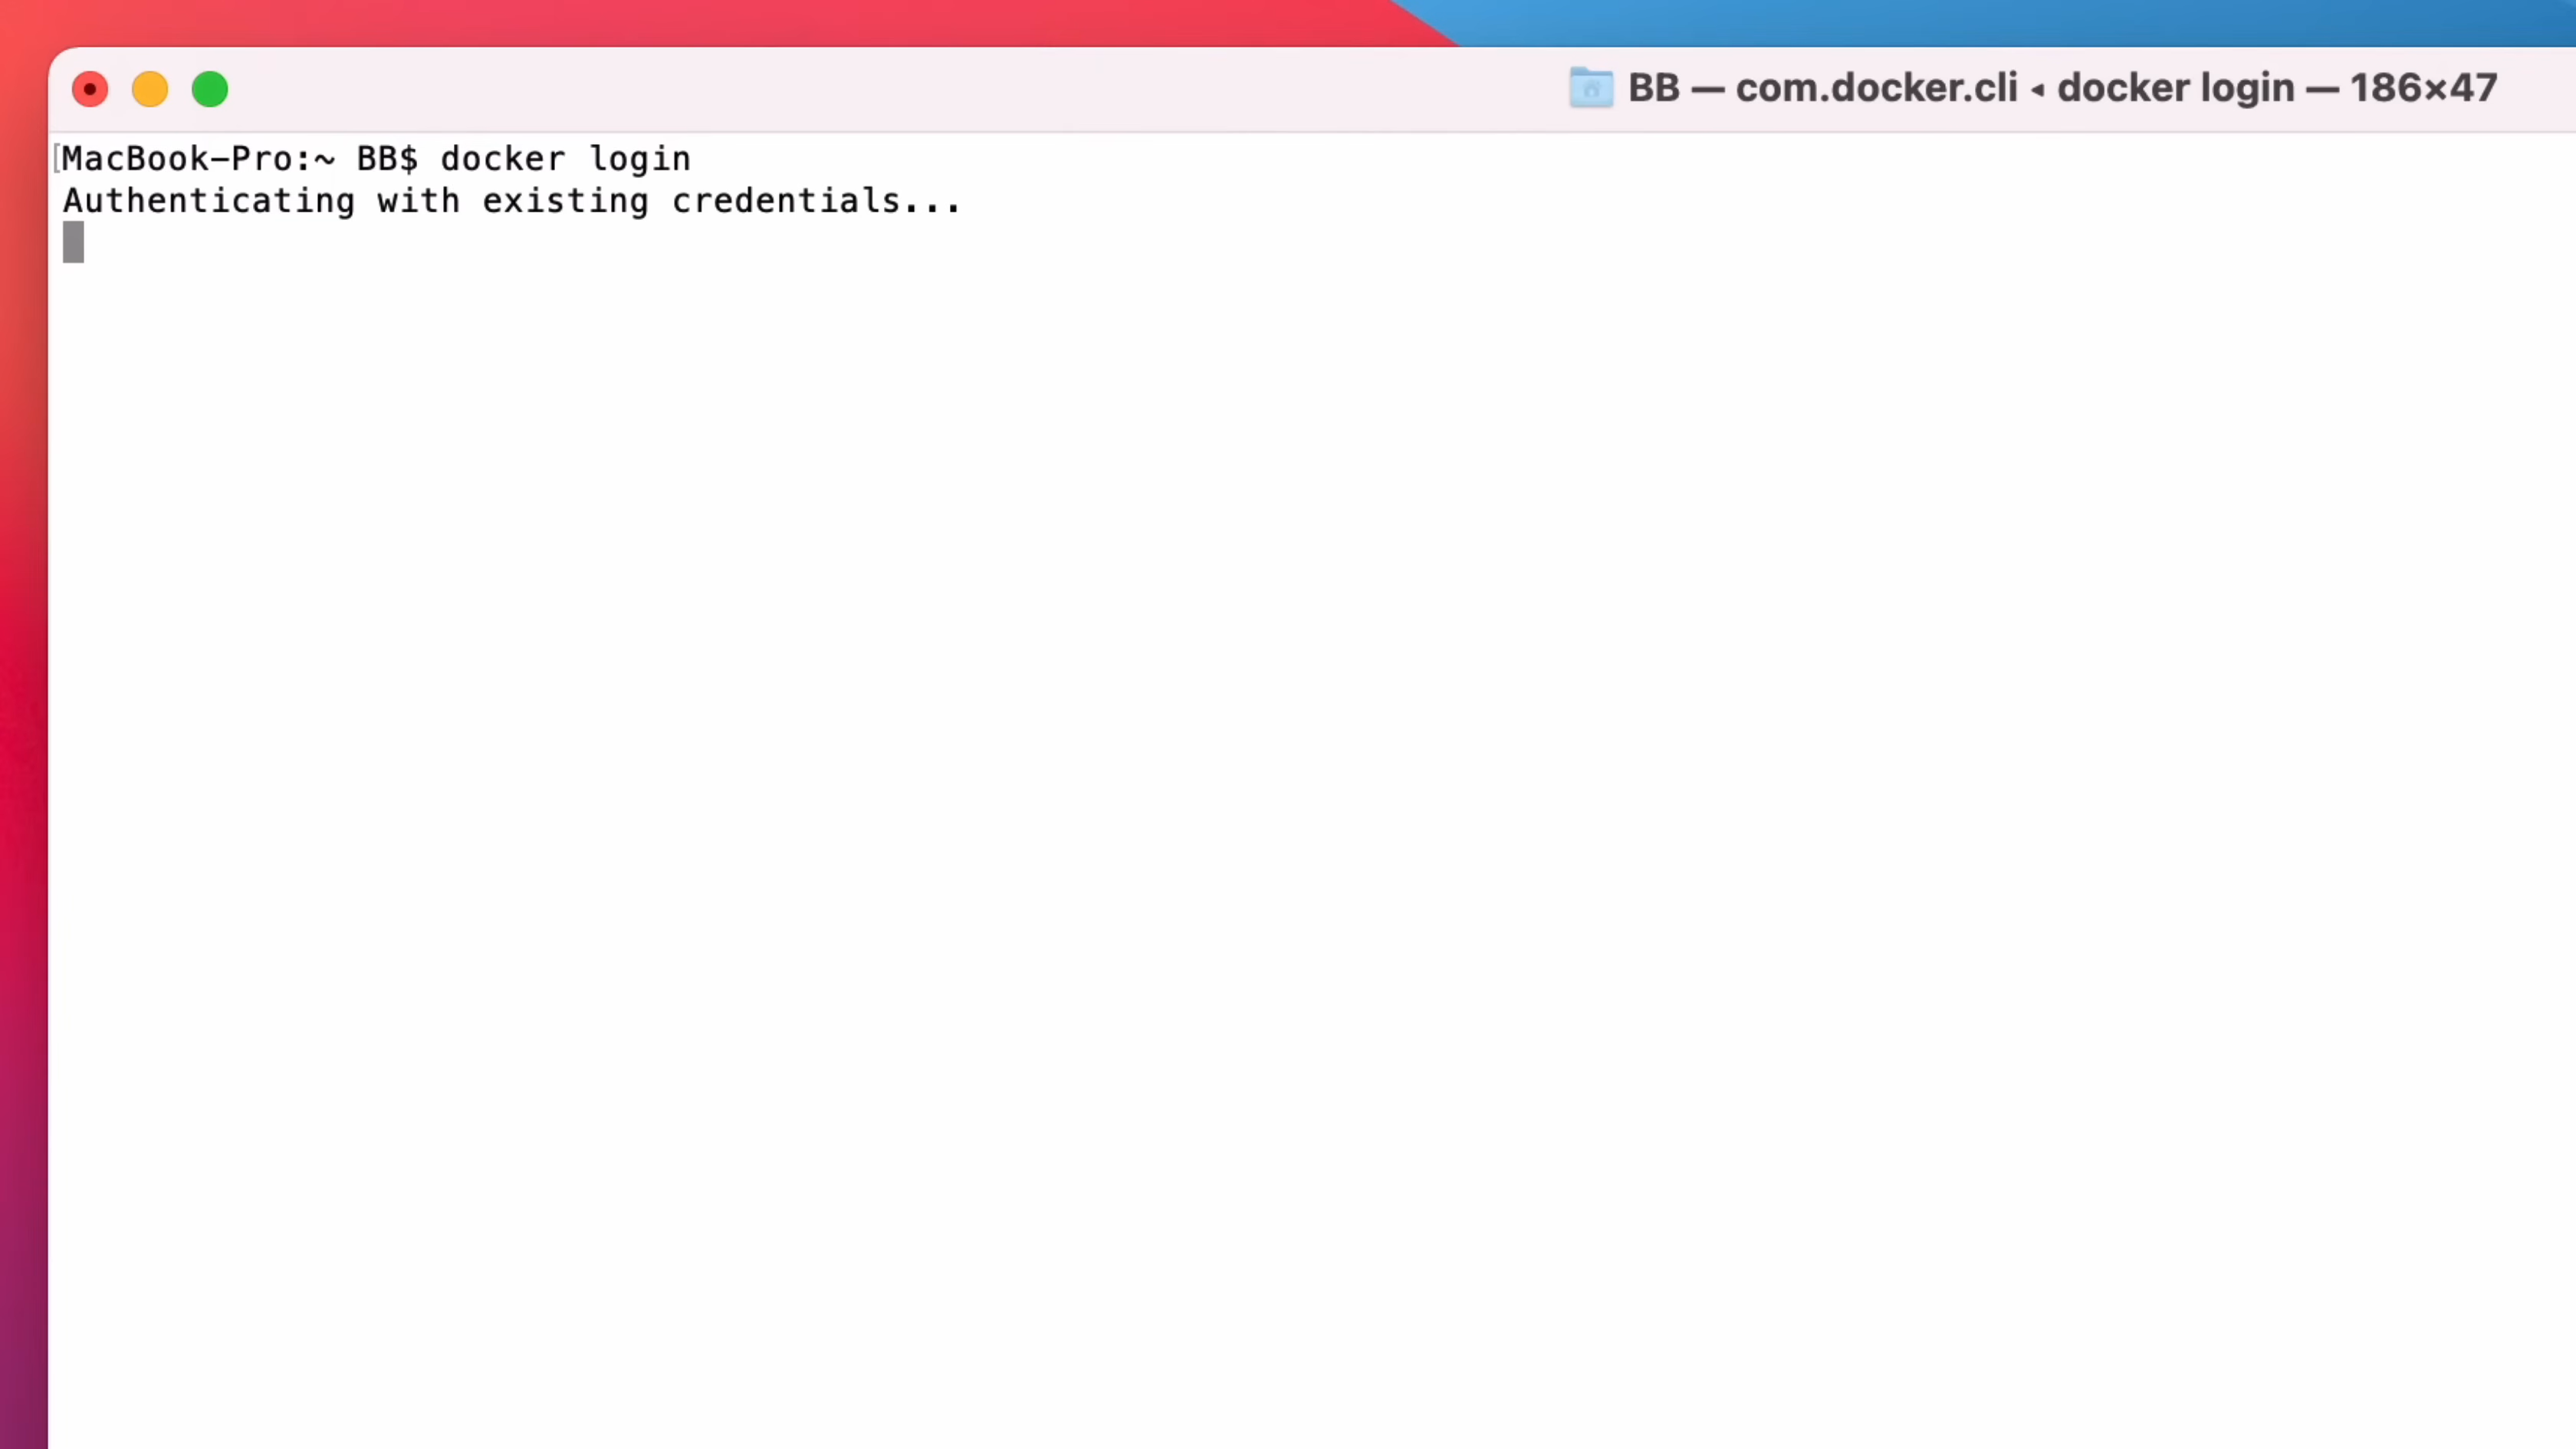 BB — com.docker.cli ◂ docker login — 186×47
[MacBook-Pro:~ BB$ docker login
Authenticating with existing credentials...